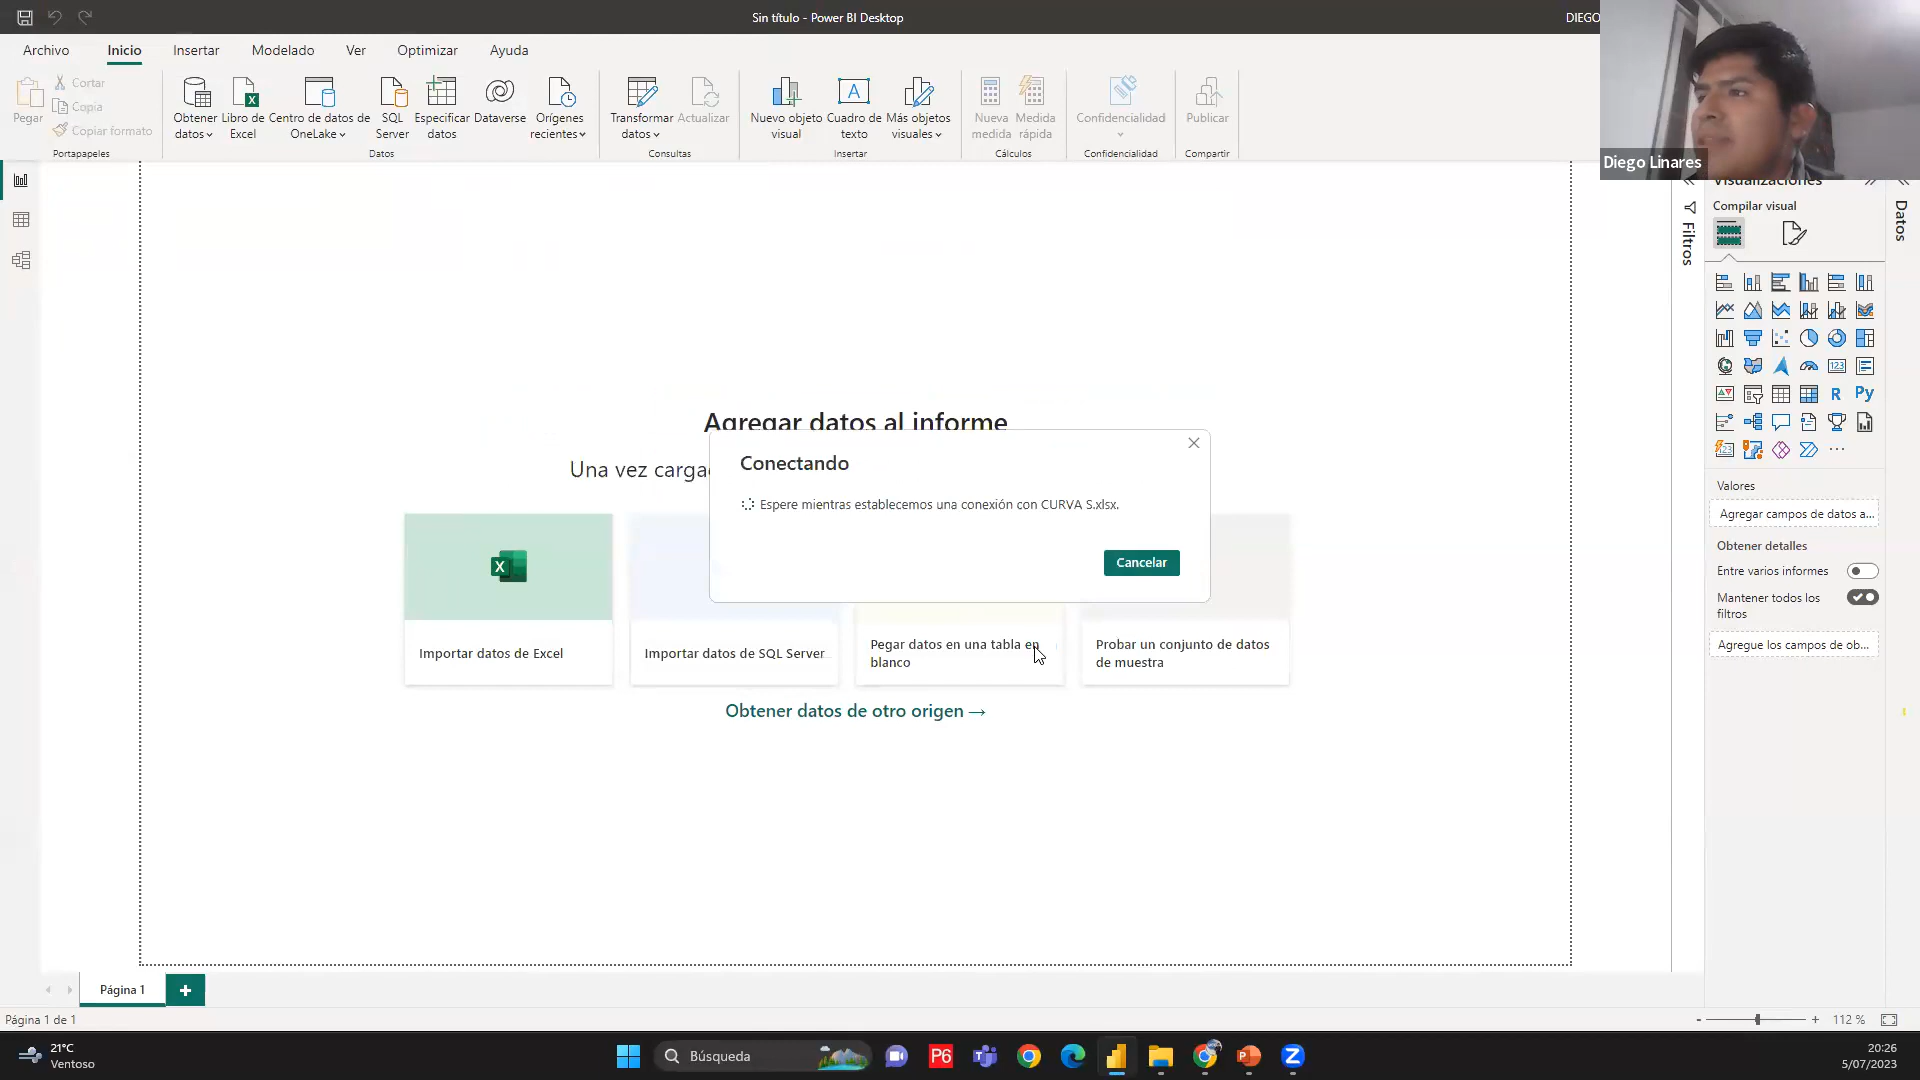 Sin título - Power BI Desktop
DIEGO
Archivo
Inicio
Insertar
Modelado
Ver
Optimizar
Ayuda
Pegar
Cortar
Copia
Copiar formato
Portapapeles
Obtener
datos
Libro de
Excel
Centro de datos de
OneLake
SQL
Server
Especificar
datos
Dataverse
Orígenes
recientes
Datos
Transformar
datos
Actualizar
Consultas
Nuevo objeto
visual
Cuadro de
texto
Más objetos
visuales
Insertar
Nueva
medida
Medida
rápida
Cálculos
Confidencialidad
Confidencialidad
Publicar
Compartir
Diego Linares
Visualizaciones
Compilar visual
Filtros
Datos
123
R
Py
123
Valores
Agregar campos de datos a...
Obtener detalles
Entre varios informes
Mantener todos los
filtros
Agregue los campos de ob...
Agregar datos al informe
Una vez carga
Conectando
Espere mientras establecemos una conexión con CURVA S.xlsx.
Cancelar
Importar datos de Excel
Importar datos de SQL Server
Pegar datos en una tabla en
blanco
Probar un conjunto de datos
de muestra
Obtener datos de otro origen →
Página 1
Página 1 de 1
- + 112 %
21°C
Ventoso
Búsqueda
P6
20:26
5/07/2023